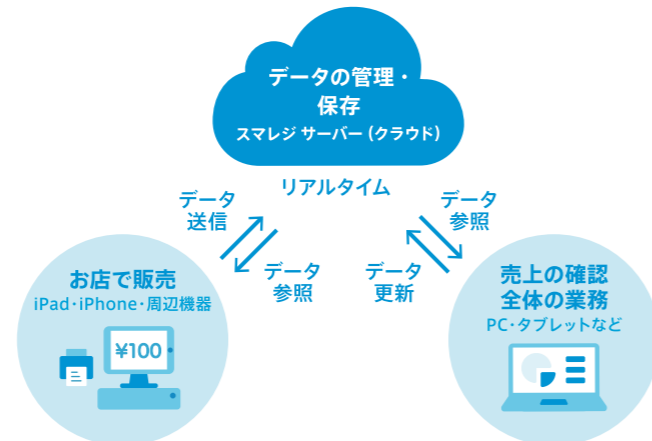 データの管理・
保存
スマレジ サーバー（クラウド）
リアルタイム
データ
送信
データ
参照
データ
参照
データ
更新
お店で販売
iPad・iPhone・周辺機器
¥100
売上の確認
全体の業務
PC・タブレットなど